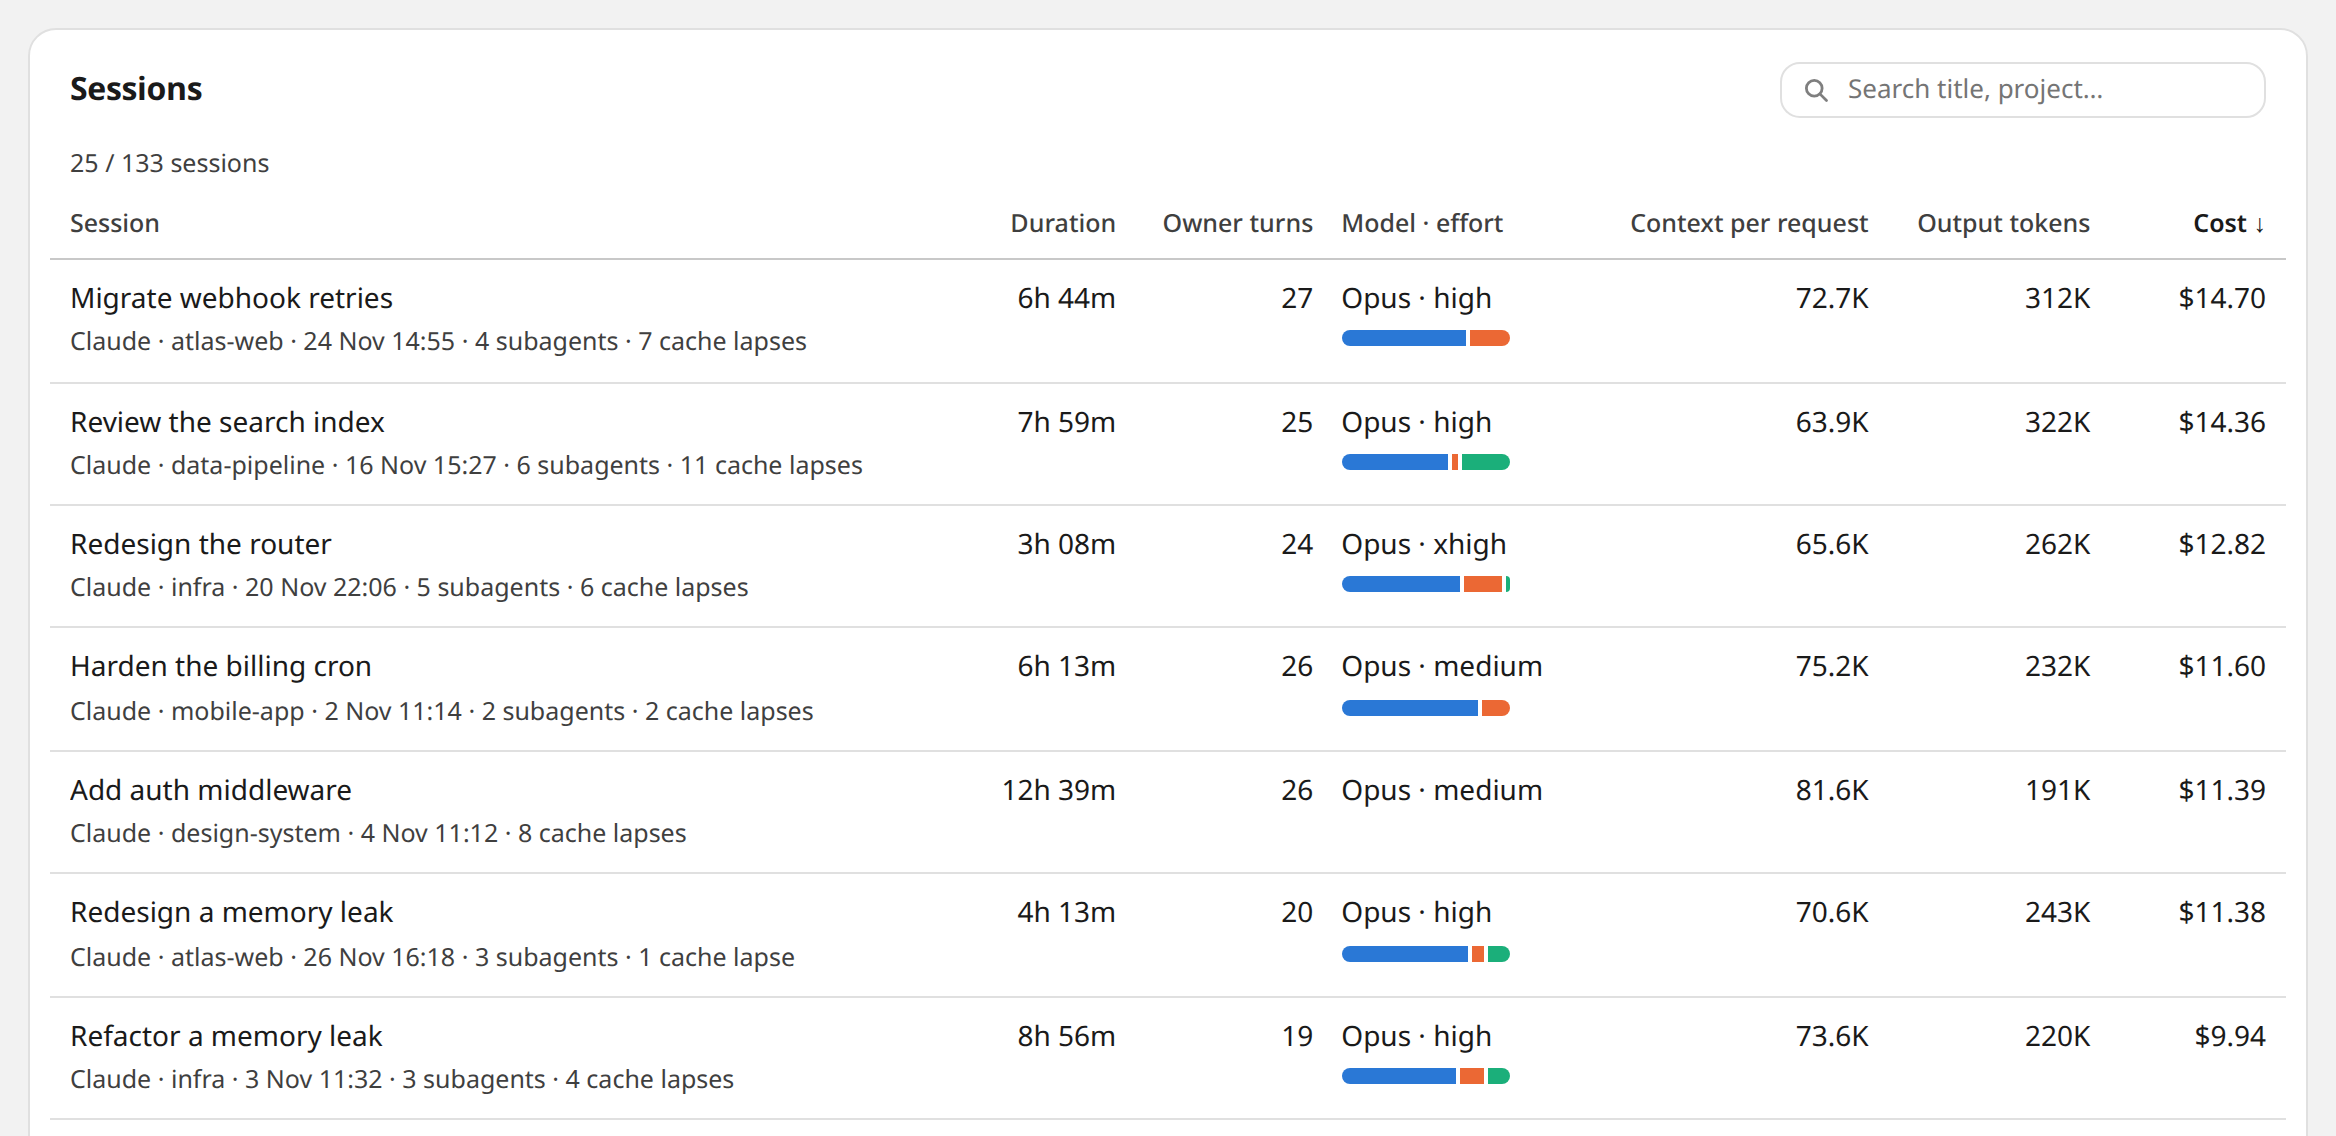 Sessions
Search title, project...
25 / 133 sessions
Session Duration Owner turns Model · effort Context per request Output tokens Cost ↓
Migrate webhook retries 6h 44m 27 Opus · high 72.7K 312K $14.70
Claude · atlas-web · 24 Nov 14:55 · 4 subagents · 7 cache lapses
Review the search index 7h 59m 25 Opus · high 63.9K 322K $14.36
Claude · data-pipeline · 16 Nov 15:27 · 6 subagents · 11 cache lapses
Redesign the router 3h 08m 24 Opus · xhigh 65.6K 262K $12.82
Claude · infra · 20 Nov 22:06 · 5 subagents · 6 cache lapses
Harden the billing cron 6h 13m 26 Opus · medium 75.2K 232K $11.60
Claude · mobile-app · 2 Nov 11:14 · 2 subagents · 2 cache lapses
Add auth middleware 12h 39m 26 Opus · medium 81.6K 191K $11.39
Claude · design-system · 4 Nov 11:12 · 8 cache lapses
Redesign a memory leak 4h 13m 20 Opus · high 70.6K 243K $11.38
Claude · atlas-web · 26 Nov 16:18 · 3 subagents · 1 cache lapse
Refactor a memory leak 8h 56m 19 Opus · high 73.6K 220K $9.94
Claude · infra · 3 Nov 11:32 · 3 subagents · 4 cache lapses